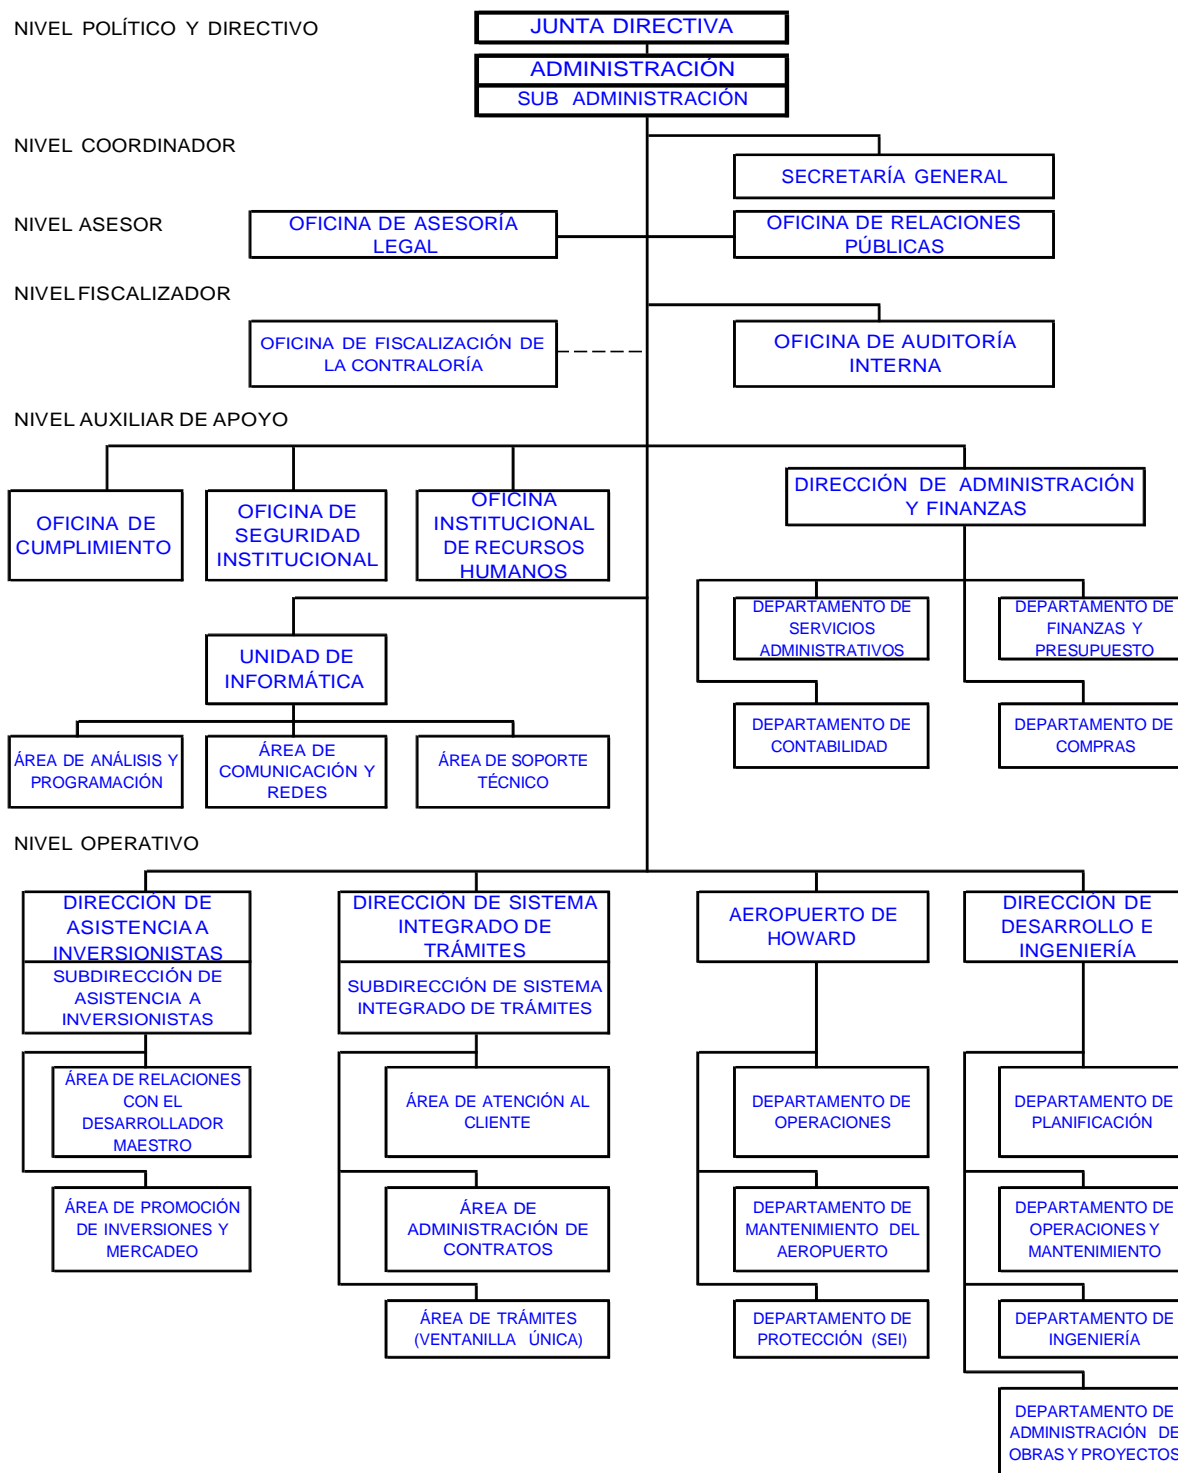 NIVEL POLÍTICO Y DIRECTIVO
JUNTA DIRECTIVA
ADMINISTRACIÓN
SUB ADMINISTRACIÓN
NIVEL COORDINADOR
SECRETARÍA GENERAL
NIVEL ASESOR
OFICINA DE ASESORÍA
LEGAL
OFICINA DE RELACIONES
PÚBLICAS
NIVEL FISCALIZADOR
OFICINA DE FISCALIZACIÓN DE
LA CONTRALORÍA
OFICINA DE AUDITORÍA
INTERNA
NIVEL AUXILIAR DE APOYO
OFICINA DE
CUMPLIMIENTO
OFICINA DE
SEGURIDAD
INSTITUCIONAL
OFICINA
INSTITUCIONAL
DE RECURSOS
HUMANOS
DIRECCIÓN DE ADMINISTRACIÓN
Y FINANZAS
DEPARTAMENTO DE
SERVICIOS
ADMINISTRATIVOS
DEPARTAMENTO DE
FINANZAS Y
PRESUPUESTO
UNIDAD DE
INFORMÁTICA
DEPARTAMENTO DE
CONTABILIDAD
DEPARTAMENTO DE
COMPRAS
ÁREA DE ANÁLISIS Y
PROGRAMACIÓN
ÁREA DE
COMUNICACIÓN Y
REDES
ÁREA DE SOPORTE
TÉCNICO
NIVEL OPERATIVO
DIRECCIÓN DE
ASISTENCIA A
INVERSIONISTAS
SUBDIRECCIÓN DE
ASISTENCIA A
INVERSIONISTAS
DIRECCIÓN DE SISTEMA
INTEGRADO DE
TRÁMITES
SUBDIRECCIÓN DE SISTEMA
INTEGRADO DE TRÁMITES
AEROPUERTO DE
HOWARD
DIRECCIÓN DE
DESARROLLO E
INGENIERÍA
ÁREA DE RELACIONES
CON EL
DESARROLLADOR
MAESTRO
ÁREA DE ATENCIÓN AL
CLIENTE
DEPARTAMENTO DE
OPERACIONES
DEPARTAMENTO DE
PLANIFICACIÓN
ÁREA DE PROMOCIÓN
DE INVERSIONES Y
MERCADEO
ÁREA DE
ADMINISTRACIÓN DE
CONTRATOS
DEPARTAMENTO DE
MANTENIMIENTO DEL
AEROPUERTO
DEPARTAMENTO DE
OPERACIONES Y
MANTENIMIENTO
ÁREA DE TRÁMITES
(VENTANILLA ÚNICA)
DEPARTAMENTO DE
PROTECCIÓN (SEI)
DEPARTAMENTO DE
INGENIERÍA
DEPARTAMENTO DE
ADMINISTRACIÓN DE
OBRAS Y PROYECTOS